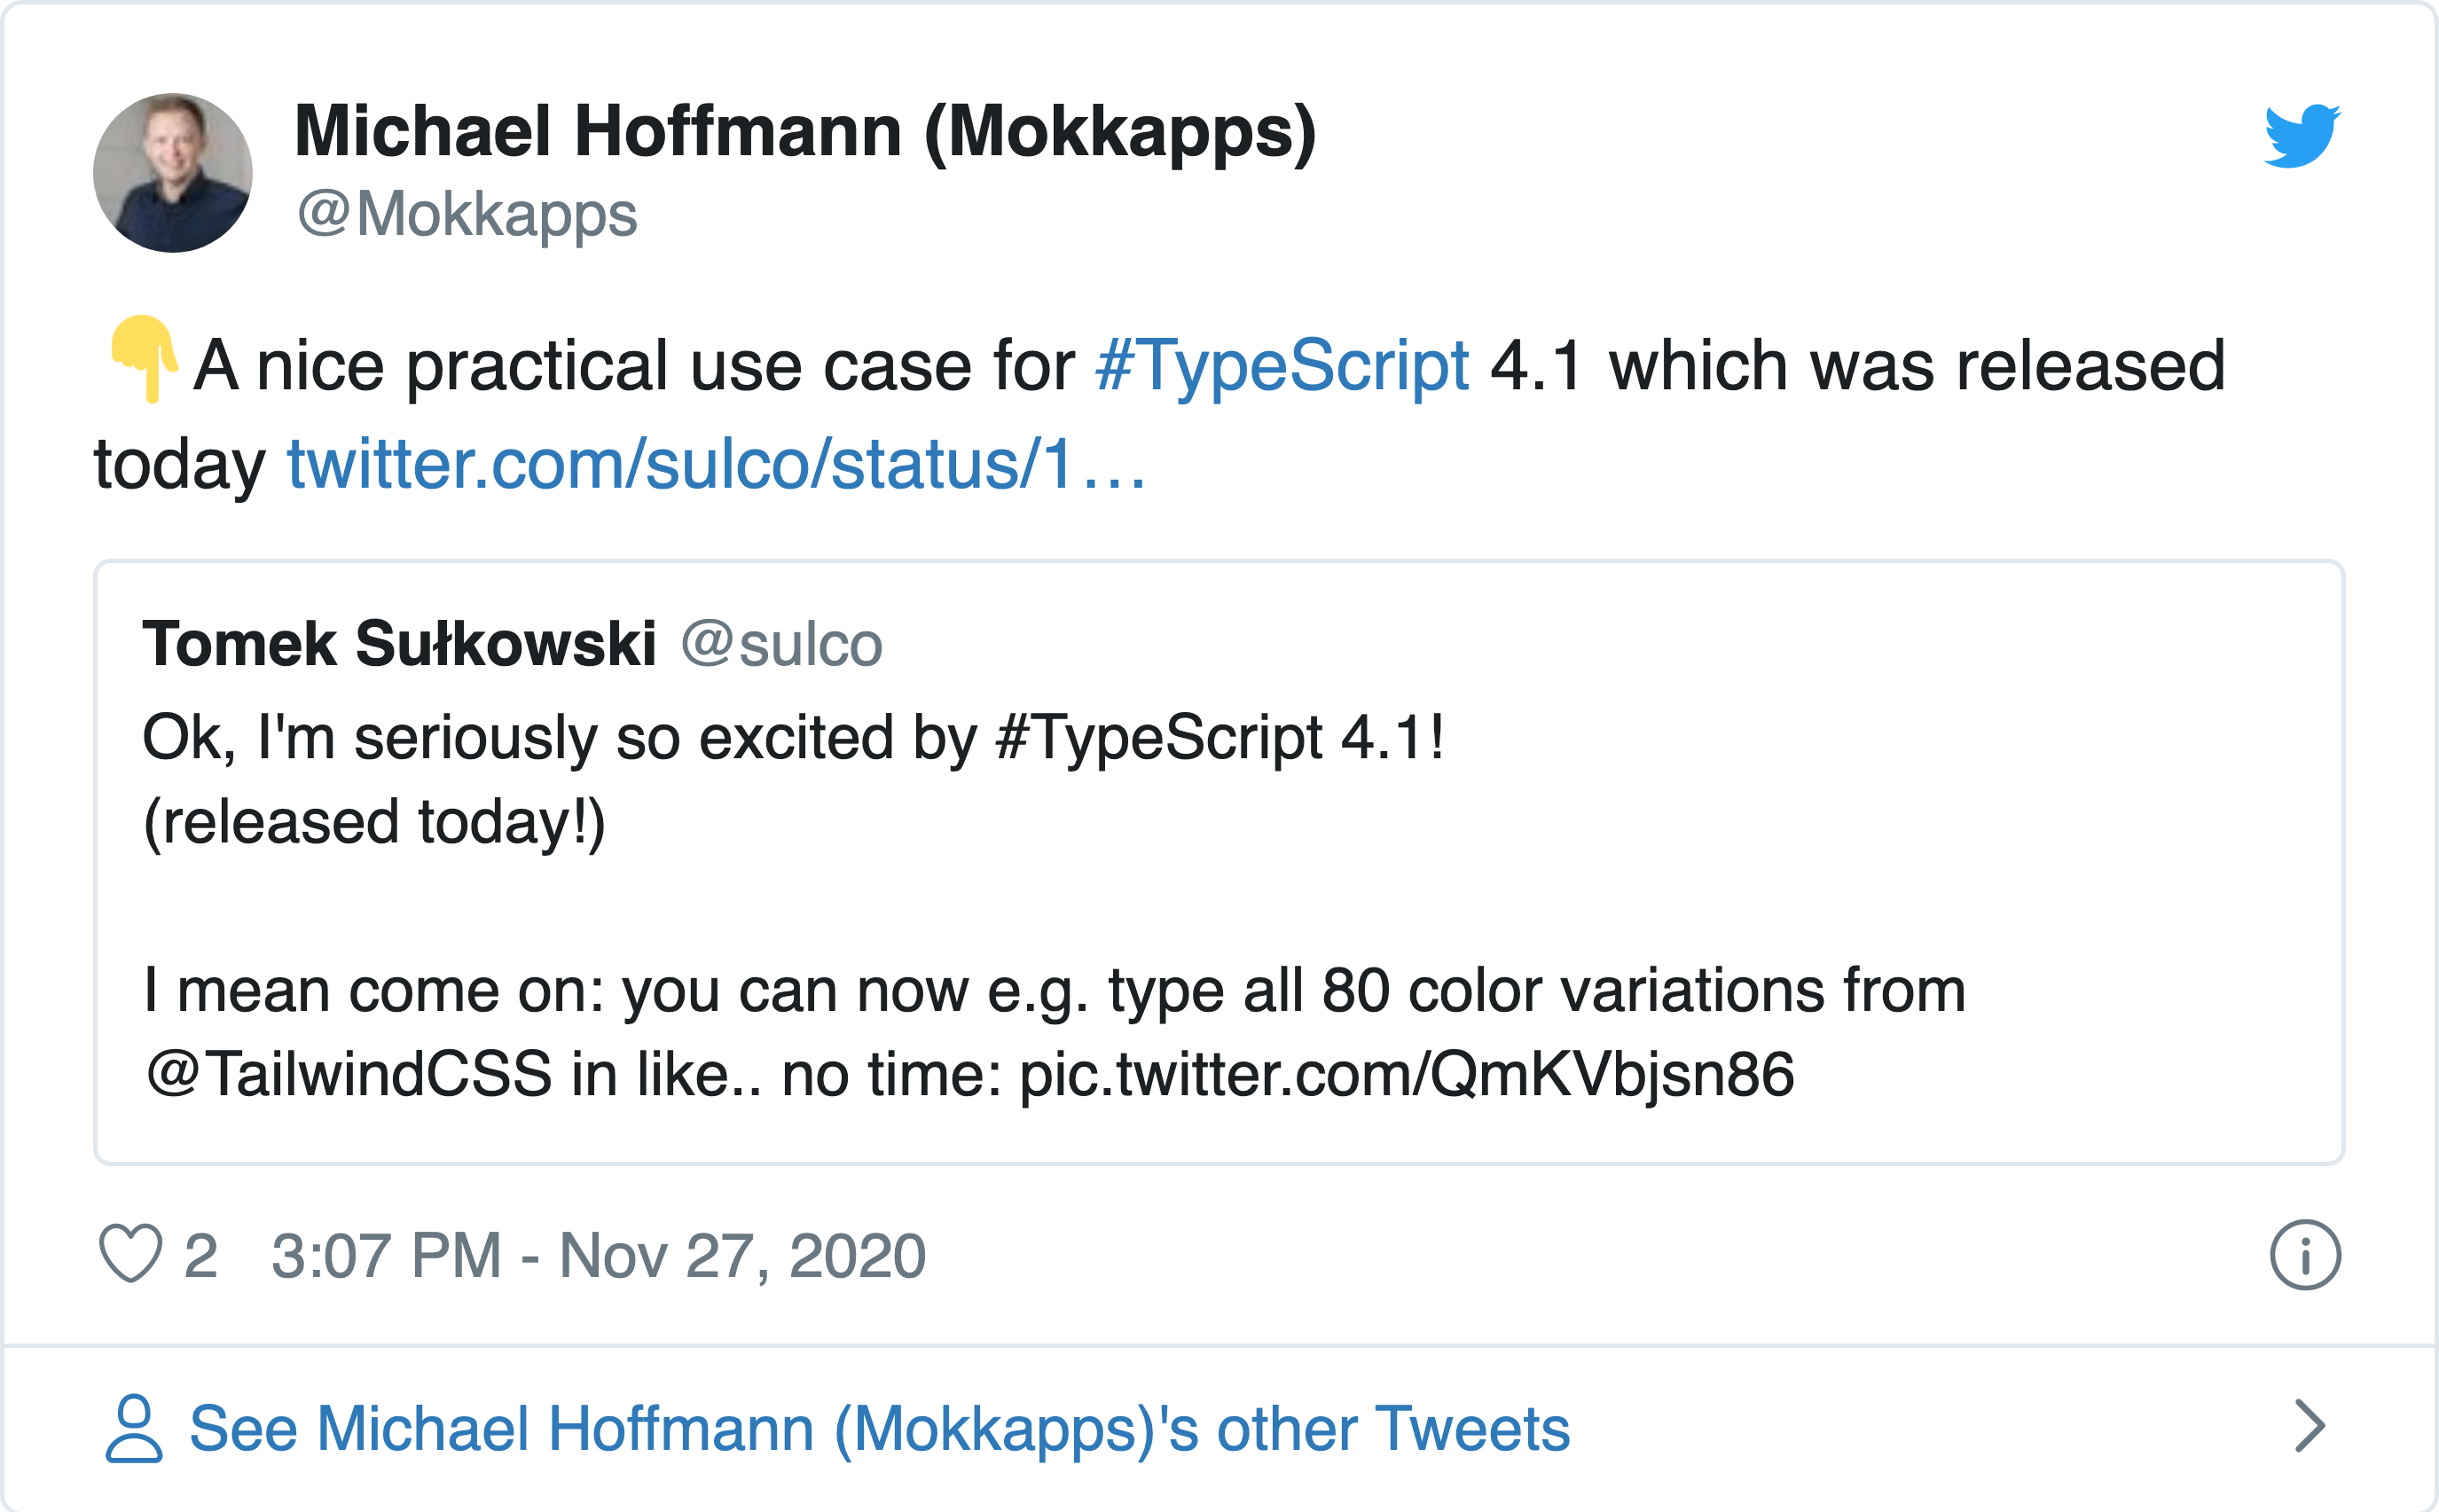 Michael Hoffmann (Mokkapps)
@Mokkapps
👇A nice practical use case for #TypeScript 4.1 which was released
today twitter.com/sulco/status/1…
Tomek Sułkowski @sulco
Ok, I'm seriously so excited by #TypeScript 4.1!
(released today!)
I mean come on: you can now e.g. type all 80 color variations from
@TailwindCSS in like.. no time: pic.twitter.com/QmKVbjsn86
2 3:07 PM - Nov 27, 2020
See Michael Hoffmann (Mokkapps)'s other Tweets